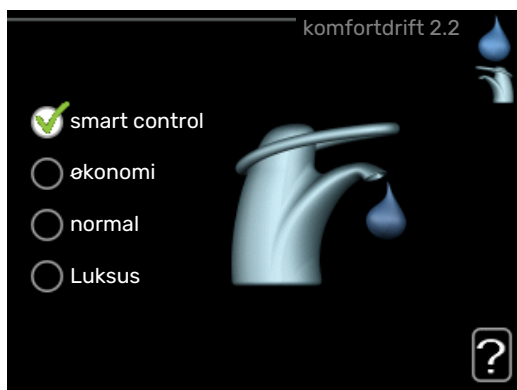 komfortdrift 2.2
smart control
økonomi
normal
Luksus
?